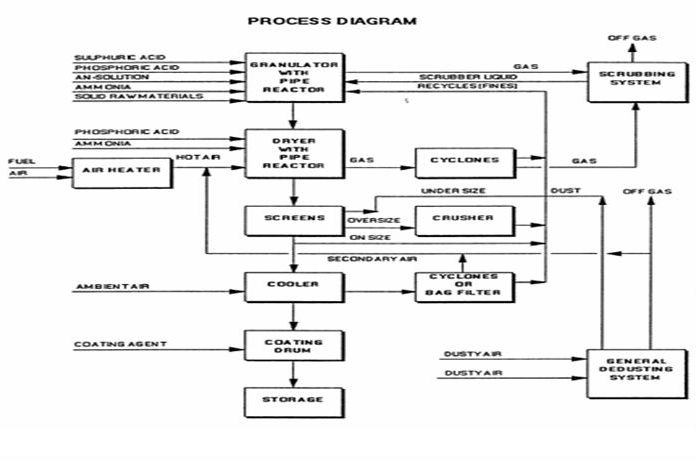 PROCESS DIAGRAM
OFF GAS
SULPHURIC ACID
PHOSPHORIC ACID
AN-SOLUTION
AMMONIA
SOLID RAW MATERIALS
GRANULATOR
WITH
PIPE
REACTOR
GAS
SCRUBBER LIQUID
RECYCLES (FINES)
SCRUBBING
SYSTEM
PHOSPHORIC ACID
AMMONIA
DRYER
WITH
PIPE
REACTOR
FUEL
AIR
AIR HEATER
HOT AIR
GAS
CYCLONES
GAS
UNDER SIZE
DUST
OFF GAS
SCREENS
OVERSIZE
CRUSHER
ON SIZE
SECONDARY AIR
AMBIENT AIR
COOLER
CYCLONES
OR
BAG FILTER
COATING AGENT
COATING
DRUM
DUSTY AIR
DUSTY AIR
GENERAL
DEDUSTING
SYSTEM
STORAGE